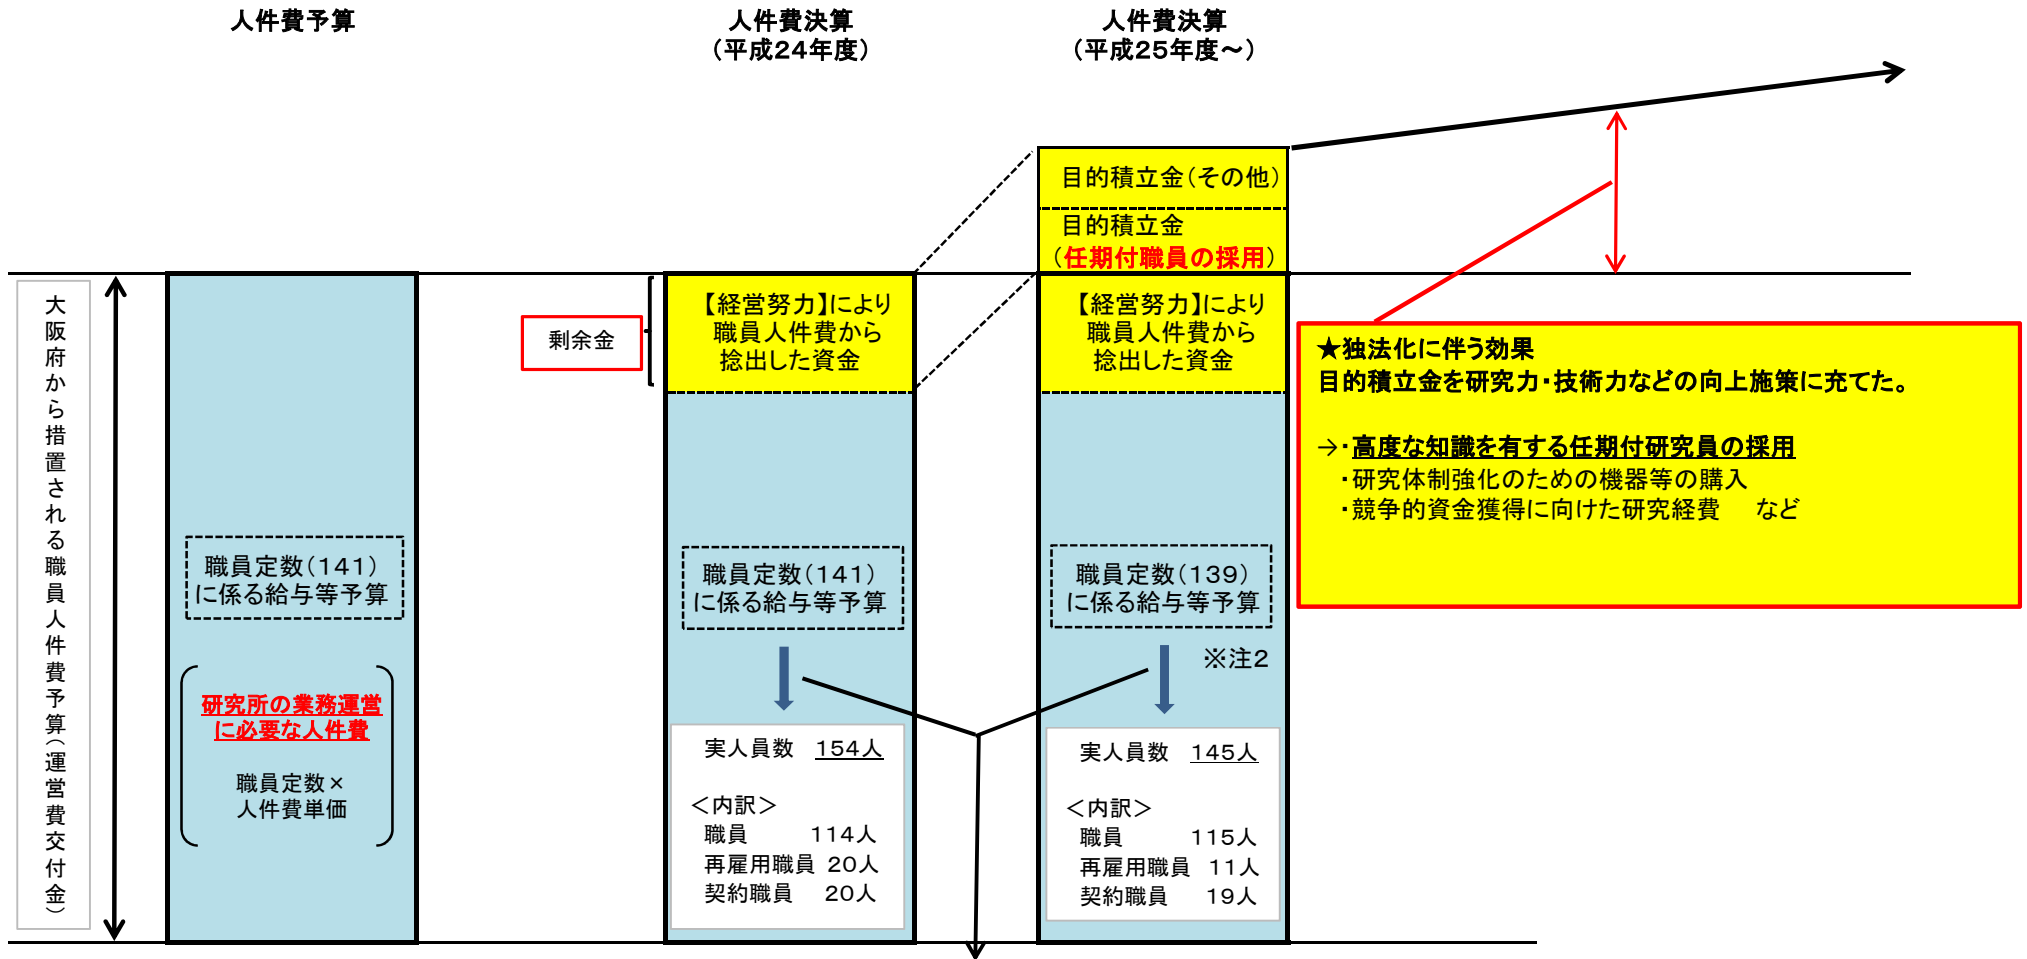 人件費予算
人件費決算
（平成24年度）
人件費決算
（平成25年度～）
目的積立金（その他）
目的積立金
（任期付職員の採用）
大阪府から措置される職員人件費予算（運営費交付金）
剰余金
【経営努力】により
職員人件費から
捻出した資金
【経営努力】により
職員人件費から
捻出した資金
★独法化に伴う効果
目的積立金を研究力・技術力などの向上施策に充てた。
→・高度な知識を有する任期付研究員の採用
・研究体制強化のための機器等の購入
・競争的資金獲得に向けた研究経費　など
職員定数（141）
に係る給与等予算
研究所の業務運営
に必要な人件費
職員定数×
人件費単価
職員定数（141）
に係る給与等予算
実人員数　154人
＜内訳＞
職員　114人
再雇用職員　20人
契約職員　20人
職員定数（139）
に係る給与等予算
※注2
実人員数　145人
＜内訳＞
職員　115人
再雇用職員　11人
契約職員　19人